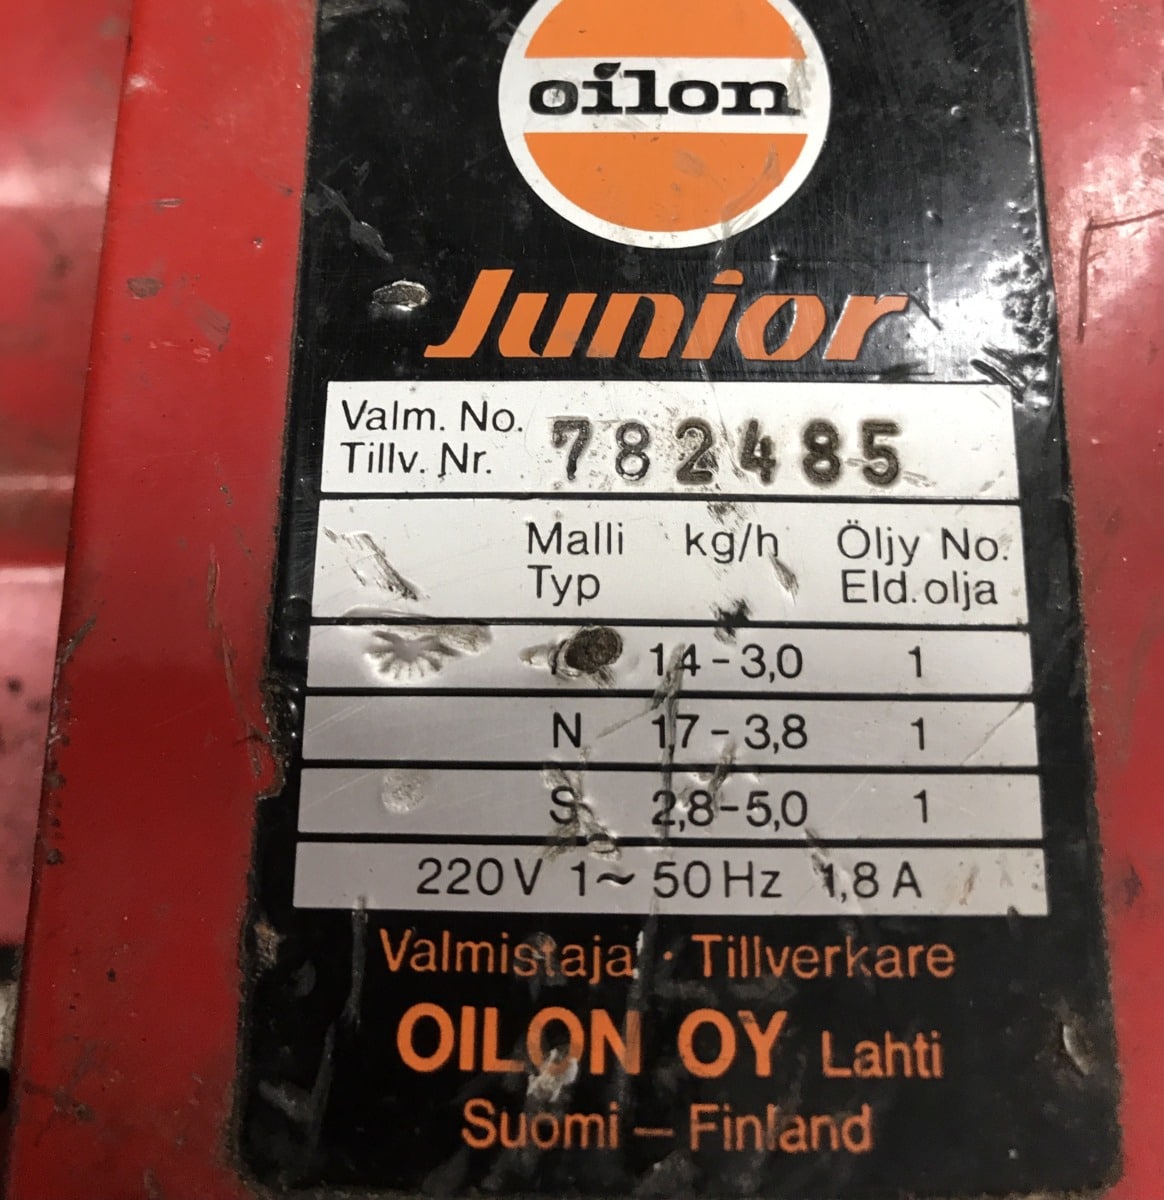 oilon
Junior
Valm. No.
Tillv. Nr.
782485
Malli kg/h Öljy No.
Typ Eld.olja
1,4-3,0 1
N 1,7-3,8 1
S 2,8-5,0 1
220V 1~ 50Hz 1,8A
Valmistaja · Tillverkare
OILON OY Lahti
Suomi - Finland